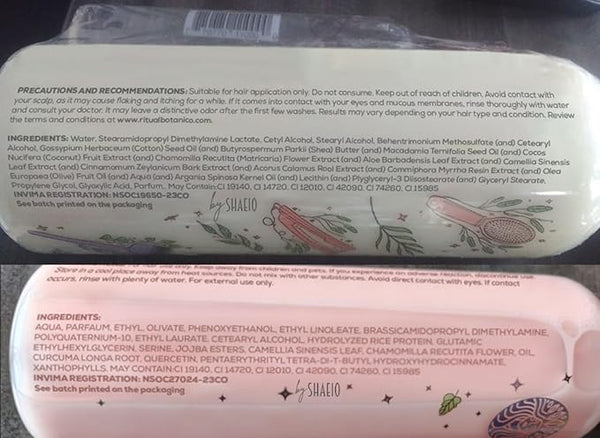 PRECAUTIONS AND RECOMMENDATIONS: Suitable for hair application only. Do not consume. Keep out of reach of children. Avoid contact with
your scalp, as it may cause flaking and itching for a while. If it comes into contact with your eyes and mucous membranes, rinse thoroughly with water
and consult your doctor. It may leave a distinctive odor after the first few washes. Results may vary depending on your hair type and condition. Review
the terms and conditions at www.ritualbotanico.com.
INGREDIENTS: Water, Stearamidopropyl Dimethylamine Lactate, Cetyl Alcohol, Stearyl Alcohol, Behentrimonium Methosulfate (and) Cetearyl
Alcohol, Gossypium Herbaceum (Cotton) Seed Oil (and) Butyrospermum Parkii (Shea) Butter (and) Macadamia Ternifolia Seed Oil (and) Cocos
Nucifera (Coconut) Fruit Extract (and) Chamomilla Recutita (Matricaria) Flower Extract (and) Aloe Barbadensis Leaf Extract (and) Camellia Sinensis
Leaf Extract (and) Cinnamomum Zeylanicum Bark Extract (and) Acorus Calamus Root Extract (and) Commiphora Myrrha Resin Extract (and) Olea
Europaea (Olive) Fruit Oil (and) Aqua (and) Argania Spinosa Kernel Oil (and) Lecithin (and) Plyglyceryl-3 Diisostearate (and) Glyceryl Stearate,
Propylene Glycol, Glyoxylic Acid, Parfum. May Contain:CI 19140, CI 14720, CI 12010, CI 42090, CI 74260, CI 15985
INVIMA REGISTRATION: NSOC19650-23CO
See batch printed on the packaging
by SHAEIO
Store in a cool place away from heat sources. Do not mix with other substances. Avoid direct contact with eyes. If contact
occurs, rinse with plenty of water. For external use only.
INGREDIENTS:
AQUA, PARFAUM, ETHYL OLIVATE, PHENOXYETHANOL, ETHYL LINOLEATE, BRASSICAMIDOPROPYL DIMETHYLAMINE,
POLYQUATERNIUM-10, ETHYL LAURATE, CETEARYL ALCOHOL, HYDROLYZED RICE PROTEIN, GLUTAMIC
ETHYLHEXYLGLYCERIN, SERINE, JOJOBA ESTERS, CAMELLIA SINENSIS LEAF, CHAMOMILLA RECUTITA FLOWER, OIL,
CURCUMA LONGA ROOT, QUERCETIN, PENTAERYTHRITYL TETRA-DI-T-BUTYL HYDROXYHYDROCINNAMATE,
XANTHOPHYLLS. MAY CONTAIN:CI 19140, CI 14720, CI 12010, CI 42090, CI 74260, CI 15985
INVIMA REGISTRATION: NSOC27024-23CO
See batch printed on the packaging
by SHAEIO